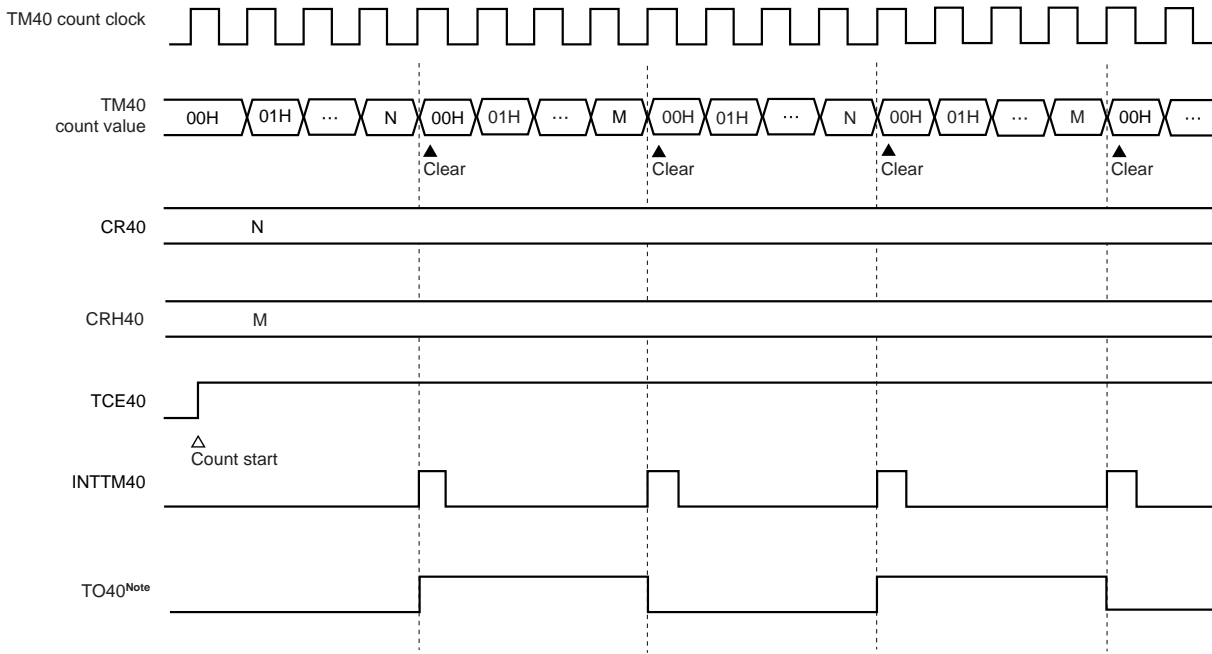 TM40 count clock
TM40
count value
00H 01H ... N 00H 01H ... M 00H 01H ... N 00H 01H ... M 00H ...
Clear Clear Clear Clear
CR40 N
CRH40 M
TCE40
Count start
INTTM40
TO40Note